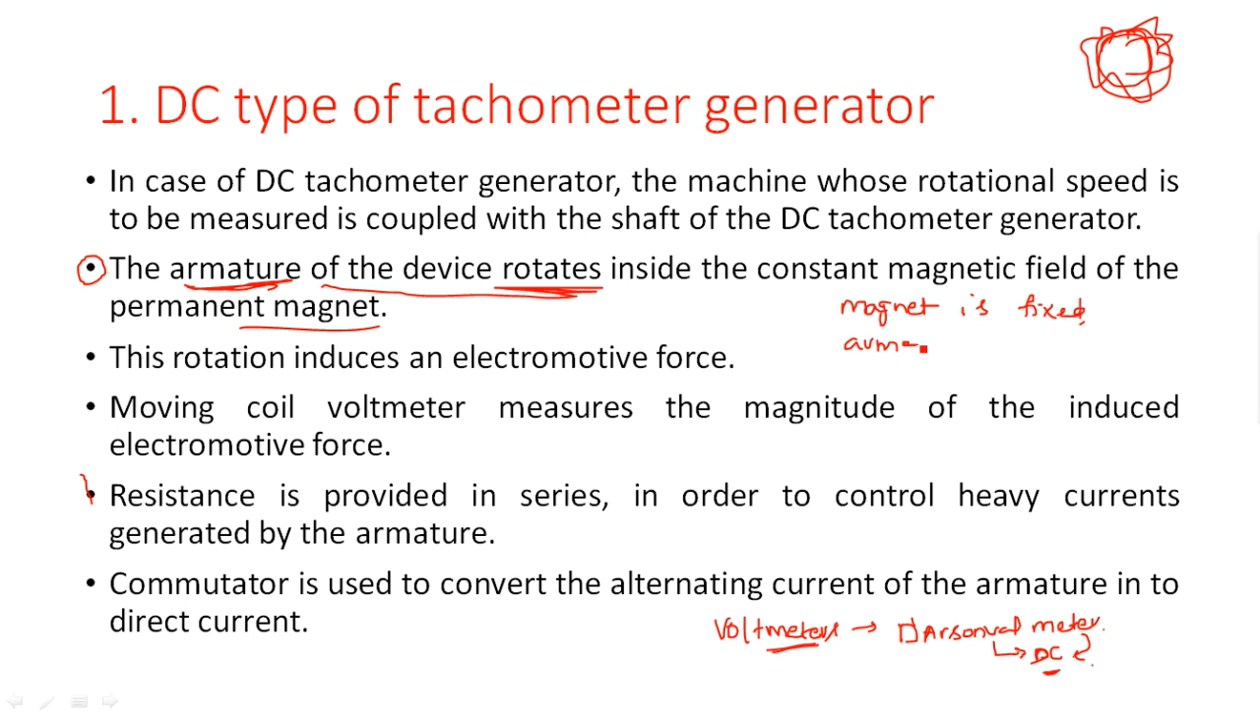 1. DC type of tachometer generator
• In case of DC tachometer generator, the machine whose rotational speed is
to be measured is coupled with the shaft of the DC tachometer generator.
• The armature of the device rotates inside the constant magnetic field of the
permanent magnet.
magnet is fixed
arm
• This rotation induces an electromotive force.
• Moving coil voltmeter measures the magnitude of the induced
electromotive force.
• Resistance is provided in series, in order to control heavy currents
generated by the armature.
• Commutator is used to convert the alternating current of the armature in to
direct current.
Voltmeters → D Arsonval meter.
↳ DC